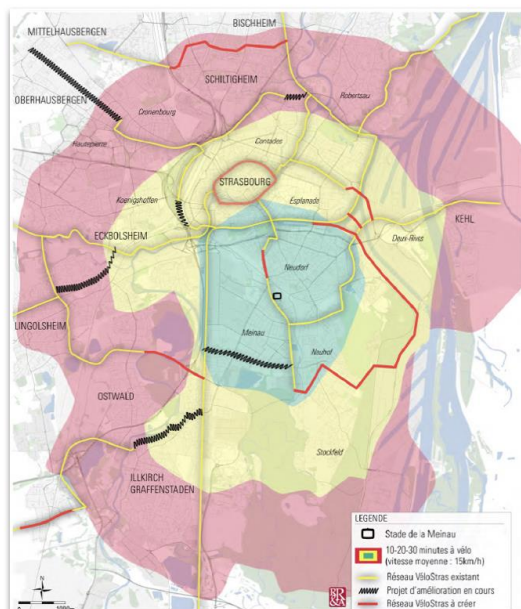 BISCHHEIM
MITTELHAUSBERGEN
SCHILTIGHEIM
OBERHAUSBERGEN
Cronenbourg
Robertsau
Hautepierre
Contades
STRASBOURG
Koenigshoffen
Esplanade
KEHL
ECKBOLSHEIM
Deux-Rives
Neudorf
LINGOLSHEIM
Meinau
Neuhof
OSTWALD
Stockfeld
ILLKIRCH
GRAFFENSTADEN
LEGENDE
Stade de la Meinau
10-20-30 minutes à vélo
(vitesse moyenne : 15km/h)
Réseau VéloStras existant
Projet d'amélioration en cours
Réseau VéloStras à créer